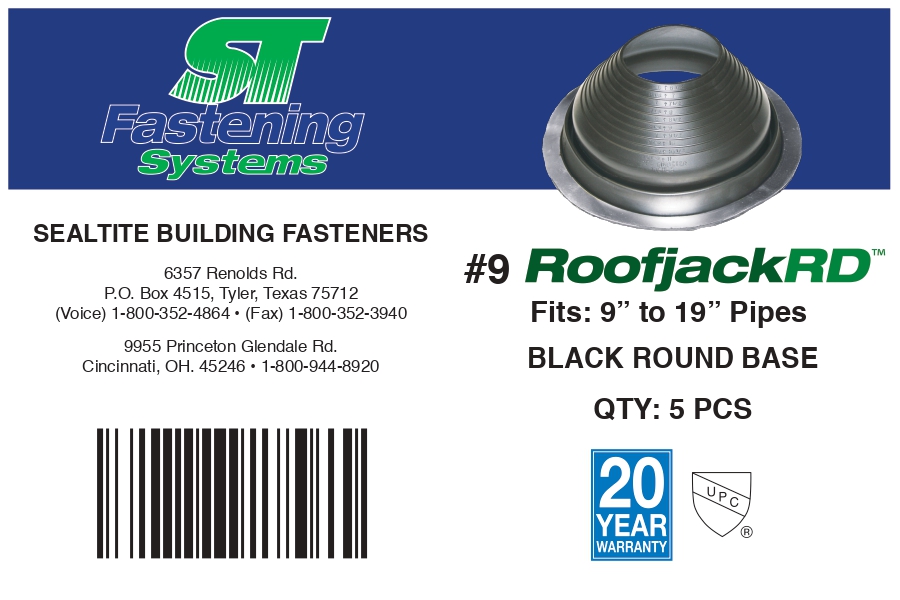 ST
Fastening
Systems
SEALTITE BUILDING FASTENERS
6357 Renolds Rd.
P.O. Box 4515, Tyler, Texas 75712
(Voice) 1-800-352-4864 • (Fax) 1-800-352-3940
9955 Princeton Glendale Rd.
Cincinnati, OH. 45246 • 1-800-944-8920
#9 RoofjackRD™
Fits: 9” to 19” Pipes
BLACK ROUND BASE
QTY: 5 PCS
20
YEAR
WARRANTY
UPC
®